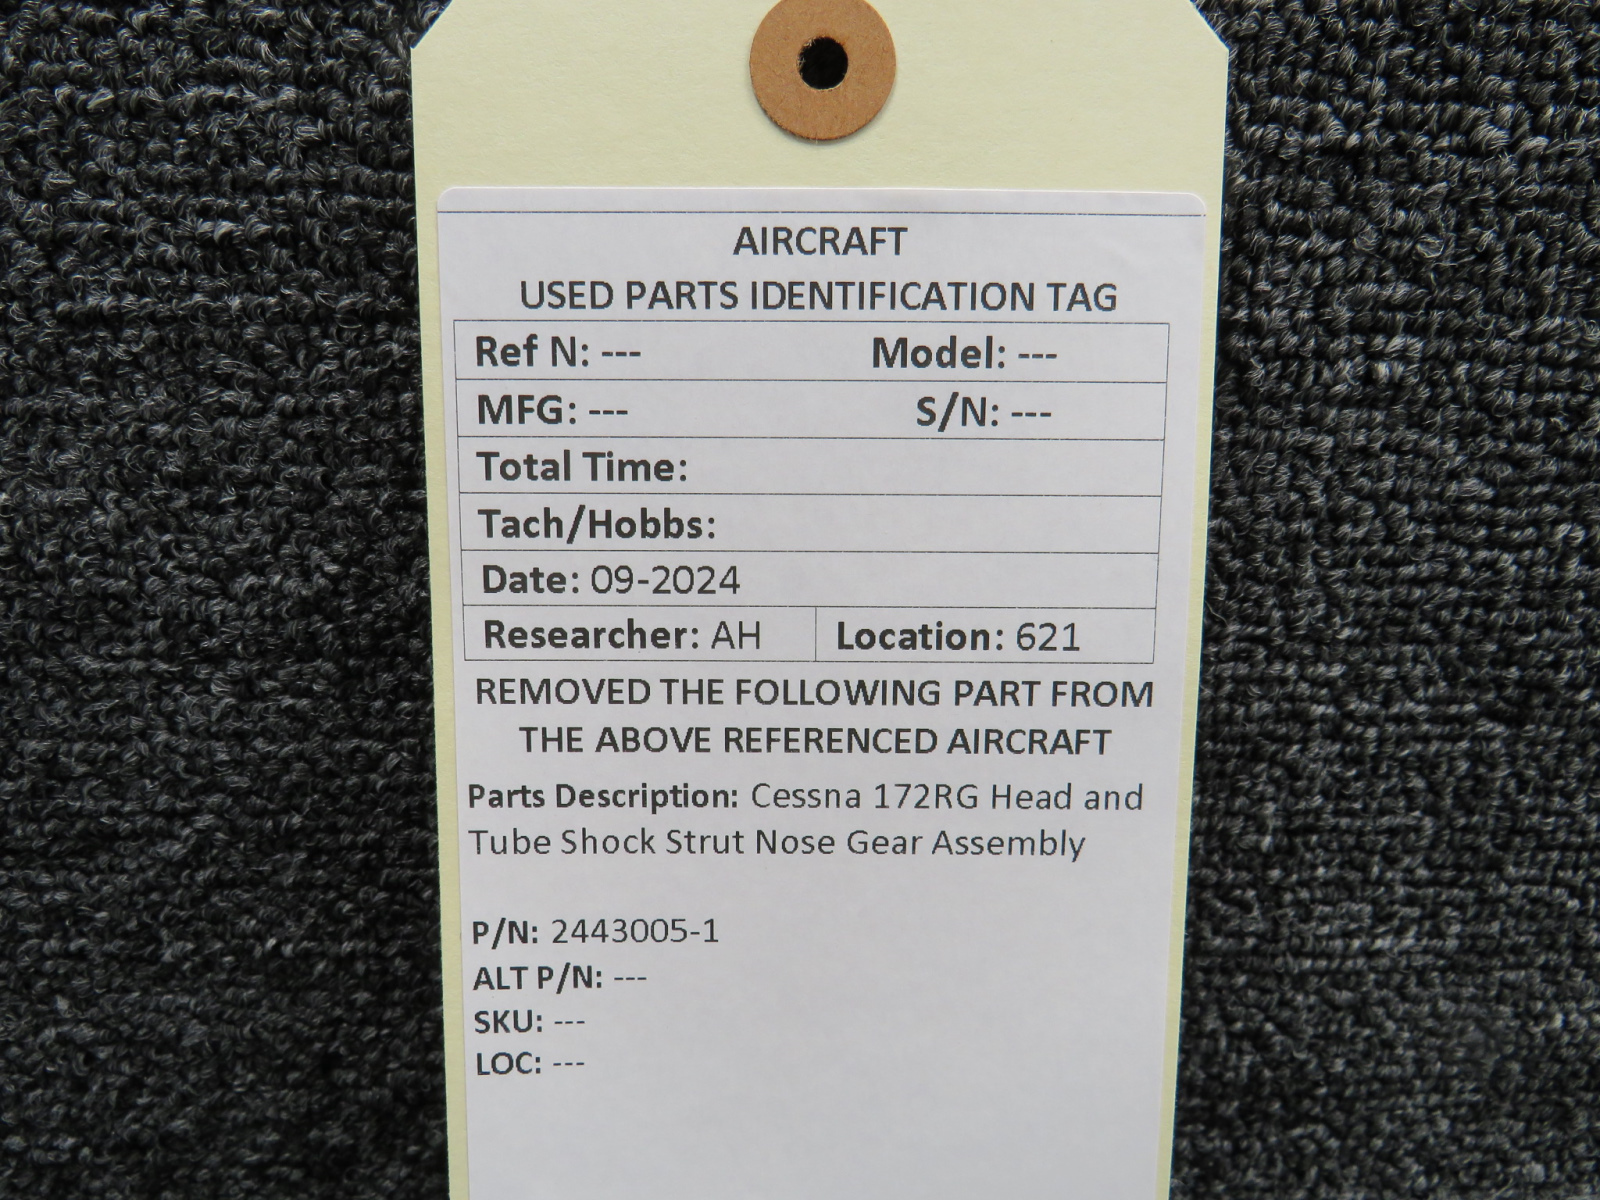 AIRCRAFT
USED PARTS IDENTIFICATION TAG
Ref N: --- Model: ---
MFG: --- S/N: ---
Total Time:
Tach/Hobbs:
Date: 09-2024
Researcher: AH Location: 621
REMOVED THE FOLLOWING PART FROM
THE ABOVE REFERENCED AIRCRAFT
Parts Description: Cessna 172RG Head and
Tube Shock Strut Nose Gear Assembly
P/N: 2443005-1
ALT P/N: ---
SKU: ---
LOC: ---